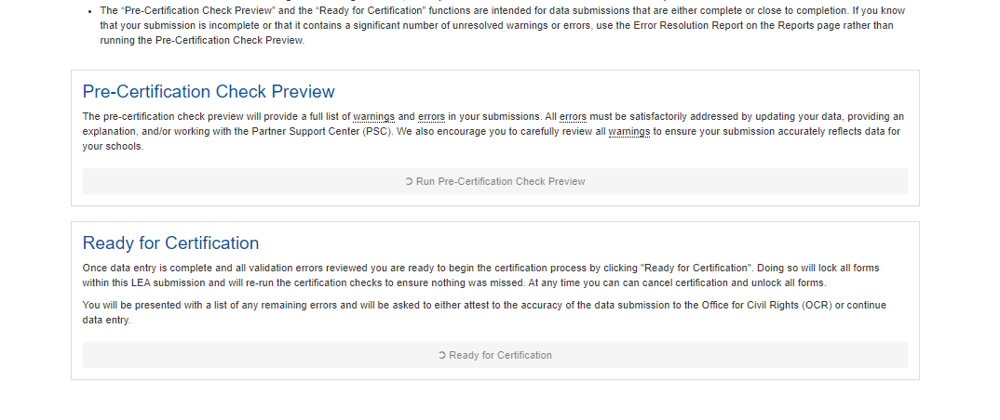 The “Pre-Certification Check Preview” and the “Ready for Certification” functions are intended for data submissions that are either complete or close to completion. If you know
that your submission is incomplete or that it contains a significant number of unresolved warnings or errors, use the Error Resolution Report on the Reports page rather than
running the Pre-Certification Check Preview.
Pre-Certification Check Preview
The pre-certification check preview will provide a full list of warnings and errors in your submissions. All errors must be satisfactorily addressed by updating your data, providing an
explanation, and/or working with the Partner Support Center (PSC). We also encourage you to carefully review all warnings to ensure your submission accurately reflects data for
your schools.
Run Pre-Certification Check Preview
Ready for Certification
Once data entry is complete and all validation errors reviewed you are ready to begin the certification process by clicking "Ready for Certification". Doing so will lock all forms
within this LEA submission and will re-run the certification checks to ensure nothing was missed. At any time you can can cancel certification and unlock all forms.
You will be presented with a list of any remaining errors and will be asked to either attest to the accuracy of the data submission to the Office for Civil Rights (OCR) or continue
data entry.
Ready for Certification